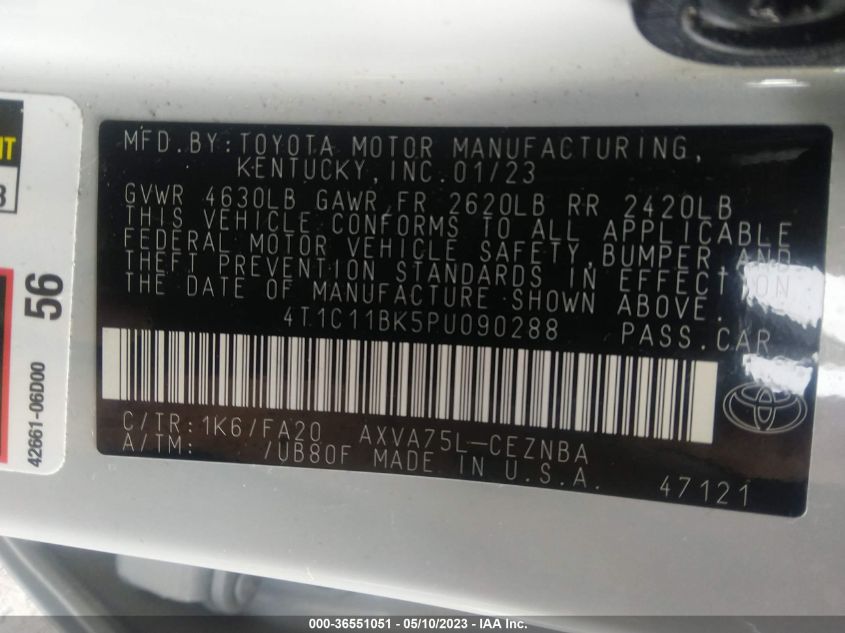 MFD.BY:TOYOTA MOTOR MANUFACTURING,
KENTUCKY,INC.01/23
GVWR 4630LB GAWR FR 2620LB RR 2420LB
THIS VEHICLE CONFORMS TO ALL APPLICABLE
FEDERAL MOTOR VEHICLE SAFETY,BUMPER AND
THEFT PREVENTION STANDARDS IN EFFECT ON
THE DATE OF MANUFACTURE SHOWN ABOVE.
4T1C11BK5PU090288 PASS.CAR
C/TR:1K6/FA20 AXVA75L-CEZNBA
A/TM: /UB80F MADE IN U.S.A.
47121
56
42661-06D00
000-36551051 — 05/10/2023 — IAA Inc.